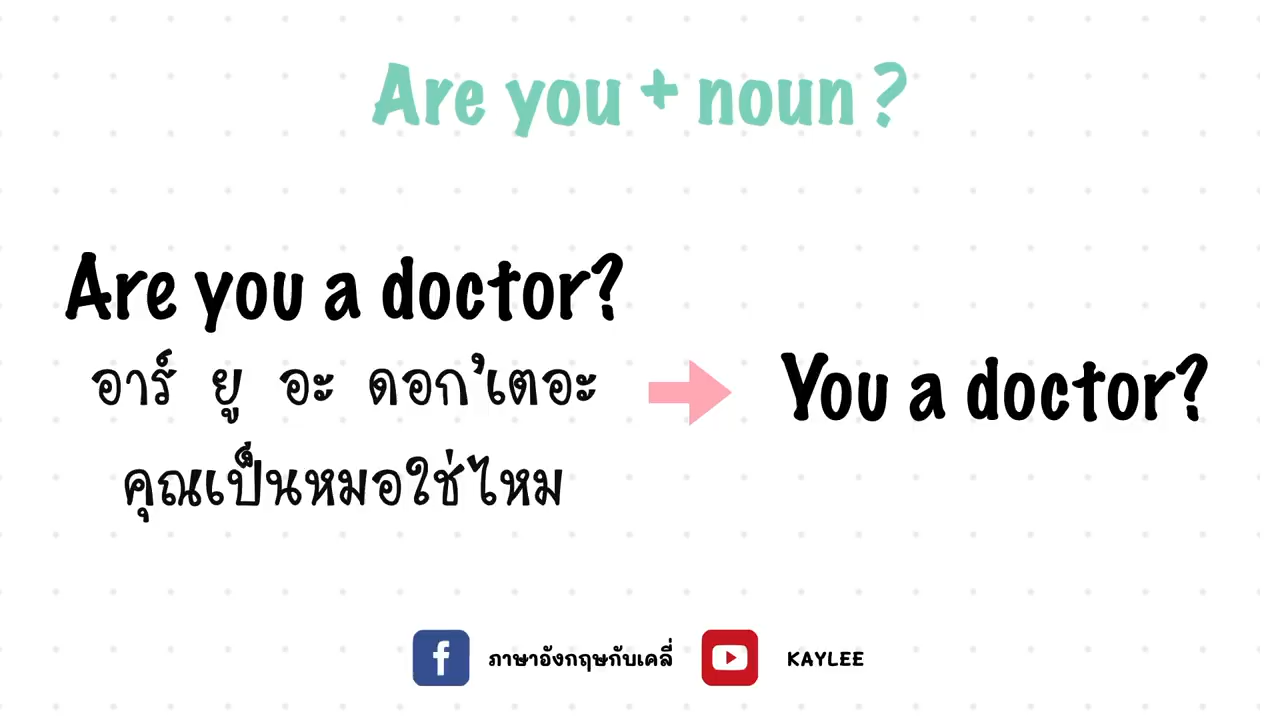 Are you + noun ?
Are you a doctor?
อาร์ ยู อะ ดอก'เตอะ
คุณเป็นหมอใช่ไหม
You a doctor?
ภาษาอังกฤษกับเคลี่
KAYLEE